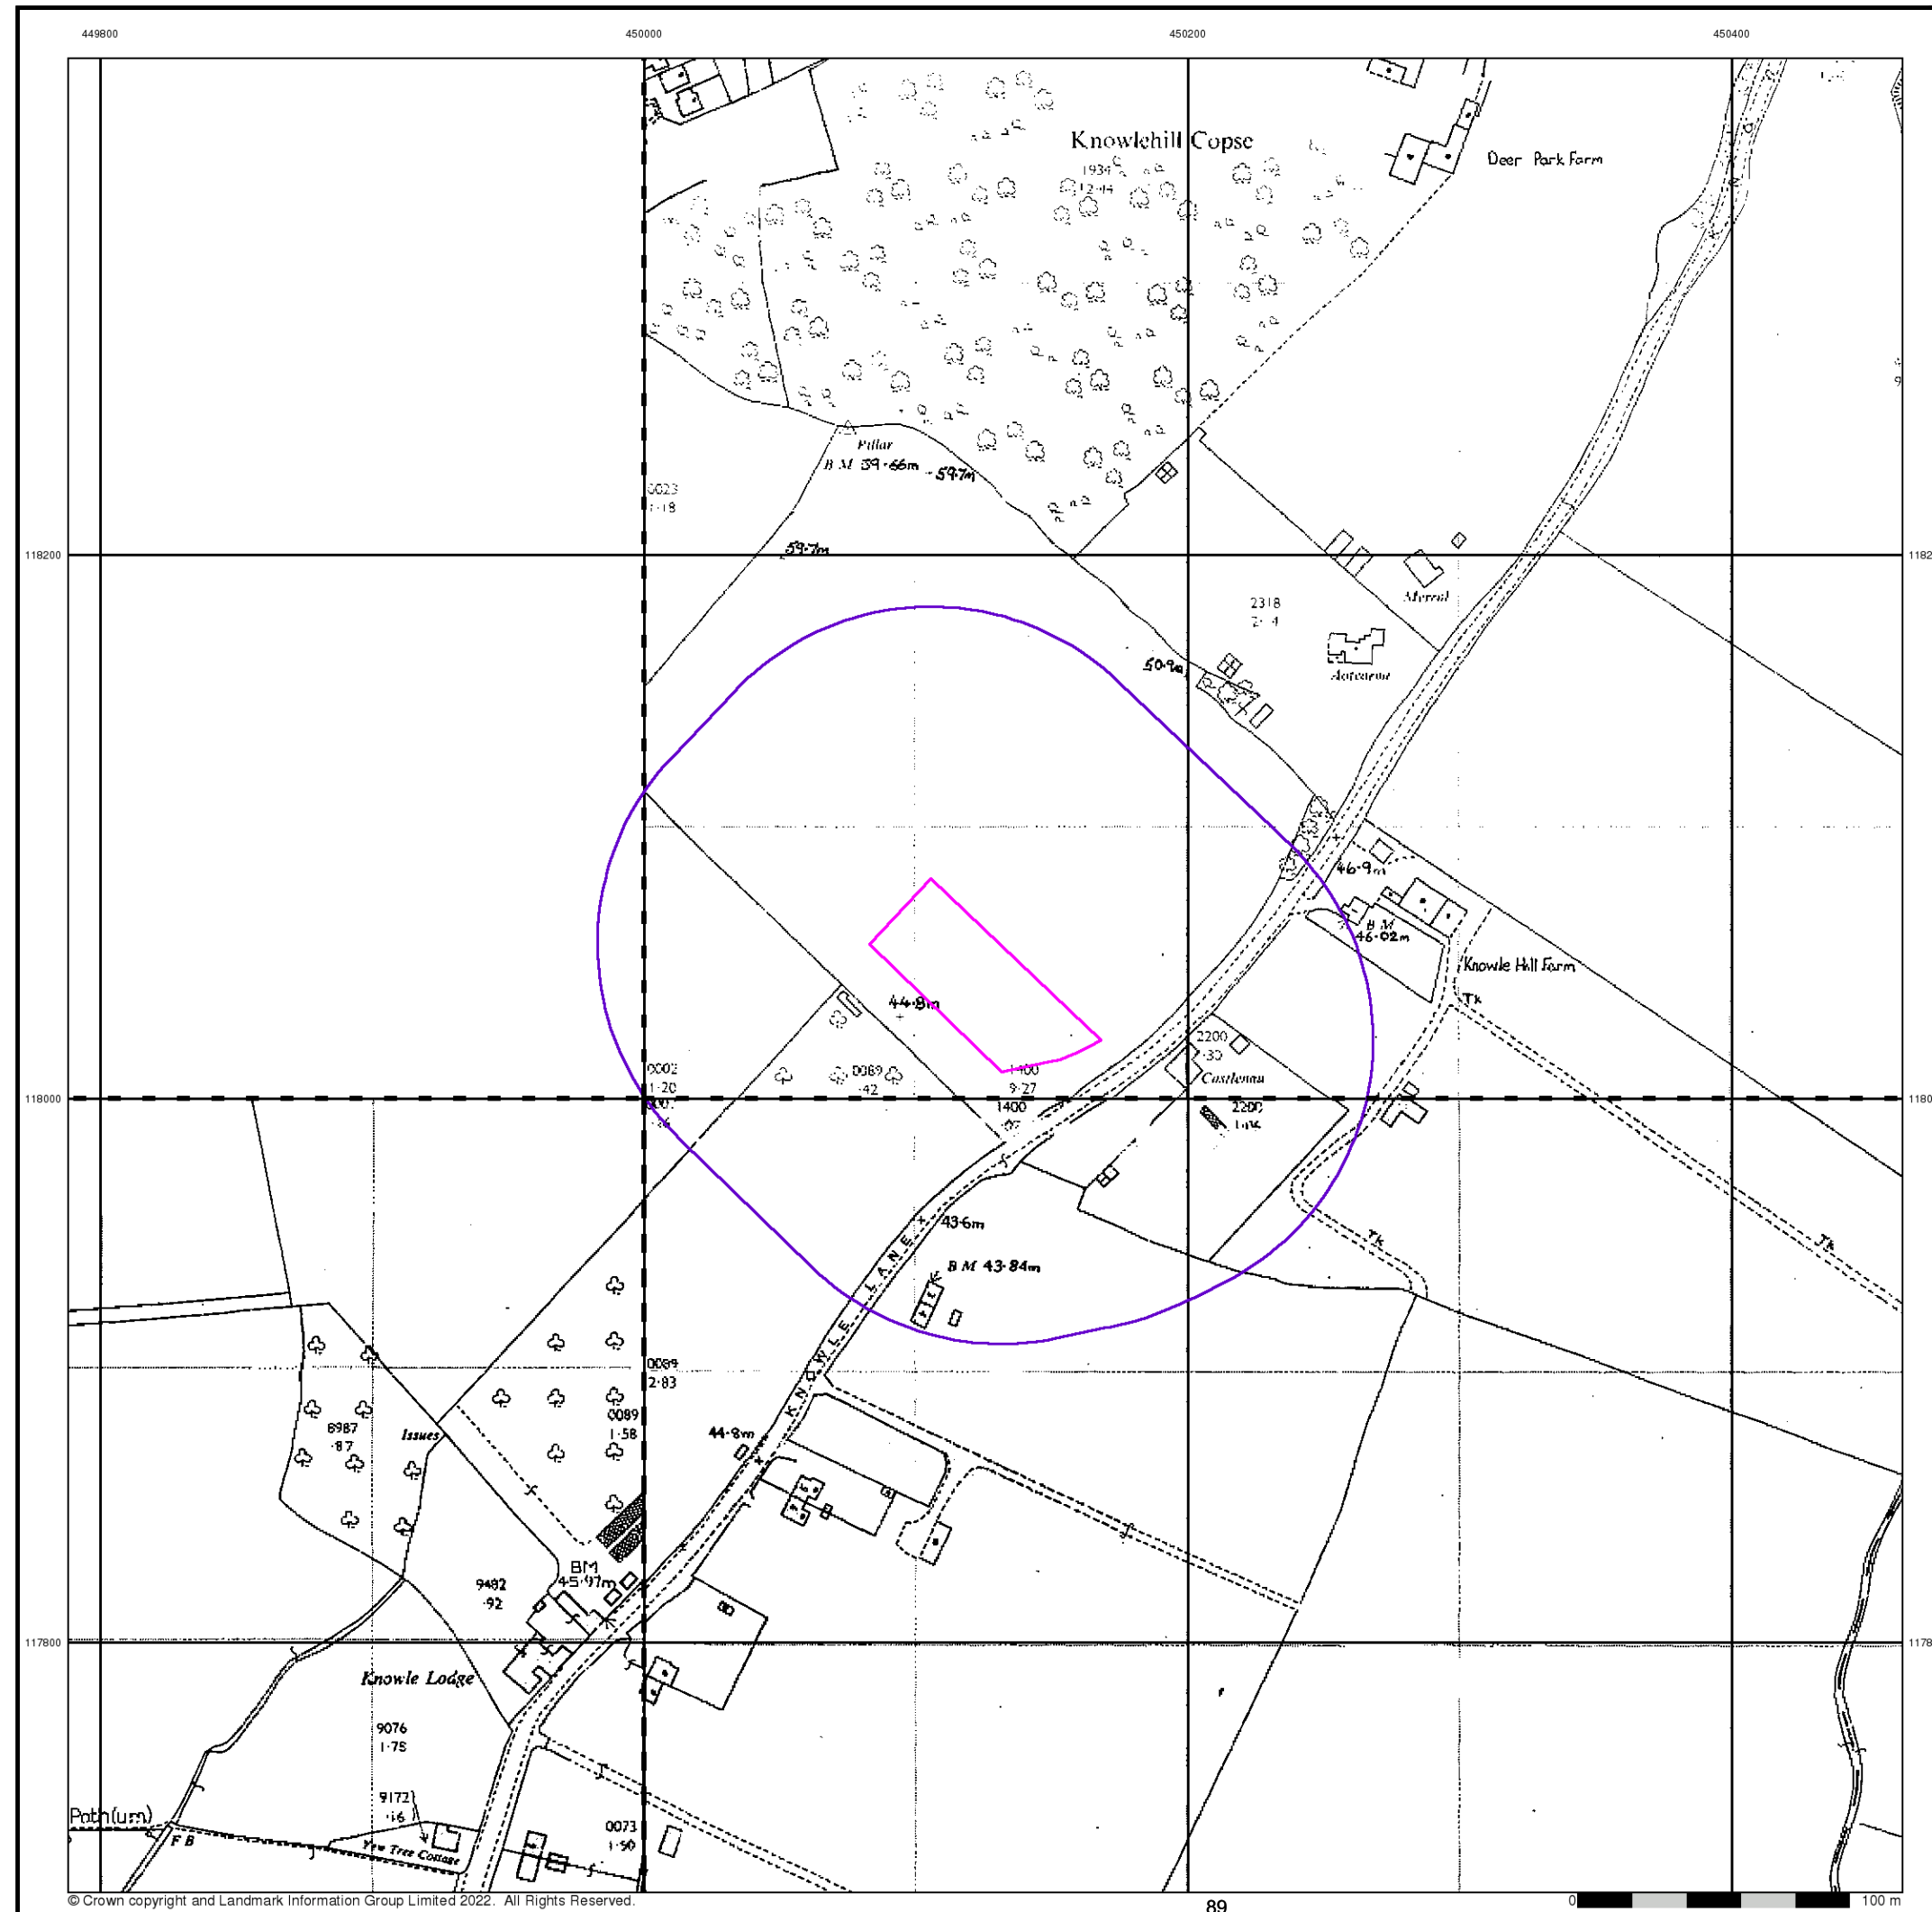 449800
450000
450200
450400
Knowlehill Copse
1934
12·14
Deer Park Farm
Pillar
B M 39·66m
59·7m
0023
1·18
118200
59·7m
Merral
2318
50·9m
Aotearoa
46·9m
B M
46·02m
Knowle Hill Farm
Tk
44·8m
0002
1·20
0089
·42
1400
9·27
1400
2200
·30
Castlemu
2200
118000
43·6m
B M 43·84m
KNOWLE LANE
Tk
Tk
0089
2·83
0089
1·58
44·8m
6987
·87
Issues
BM
45·97m
9482
·92
117800
Knowle Lodge
9076
1·78
9172
·16
Path (um)
F B
Yew Tree Cottage
0073
1·50
© Crown copyright and Landmark Information Group Limited 2022. All Rights Reserved.
89
0
100 m